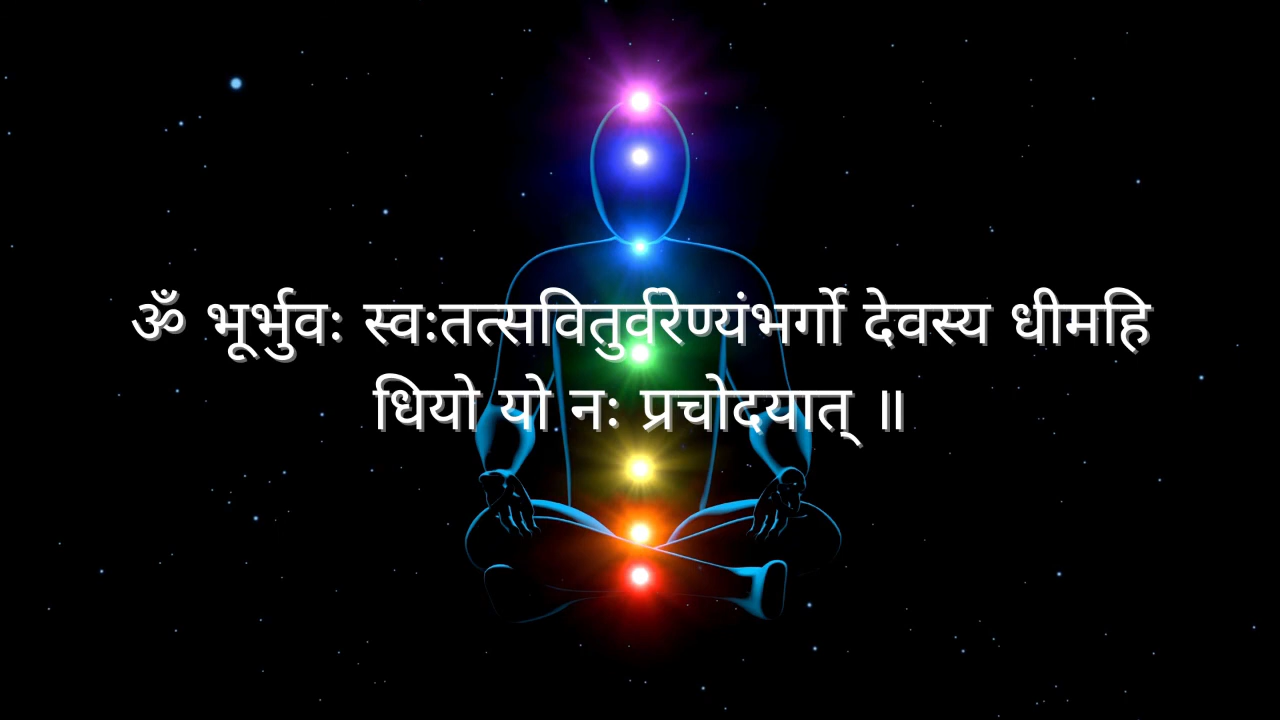 ॐ भूर्भुवः स्वःतत्सवितुर्वरेण्यंभर्गो देवस्य धीमहि
धियो यो नः प्रचोदयात् ॥